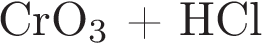 CrO₃ + HCl